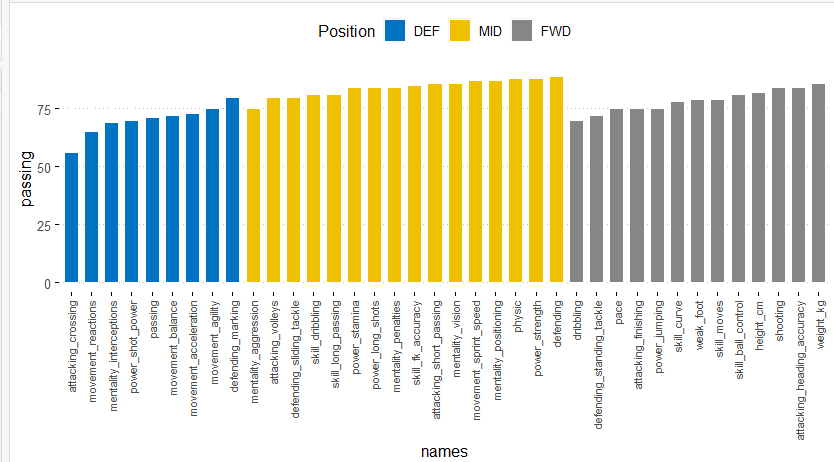 Position DEF MID FWD
passing
75
50
25
0
attacking_crossing
movement_reactions
mentality_interceptions
power_shot_power
passing
movement_balance
movement_acceleration
movement_agility
defending_marking
mentality_aggression
attacking_volleys
defending_sliding_tackle
skill_dribbling
skill_long_passing
power_stamina
power_long_shots
mentality_penalties
skill_fk_accuracy
attacking_short_passing
mentality_vision
movement_sprint_speed
mentality_positioning
physic
power_strength
defending
dribbling
defending_standing_tackle
pace
attacking_finishing
power_jumping
skill_curve
weak_foot
skill_moves
skill_ball_control
height_cm
shooting
attacking_heading_accuracy
weight_kg
names